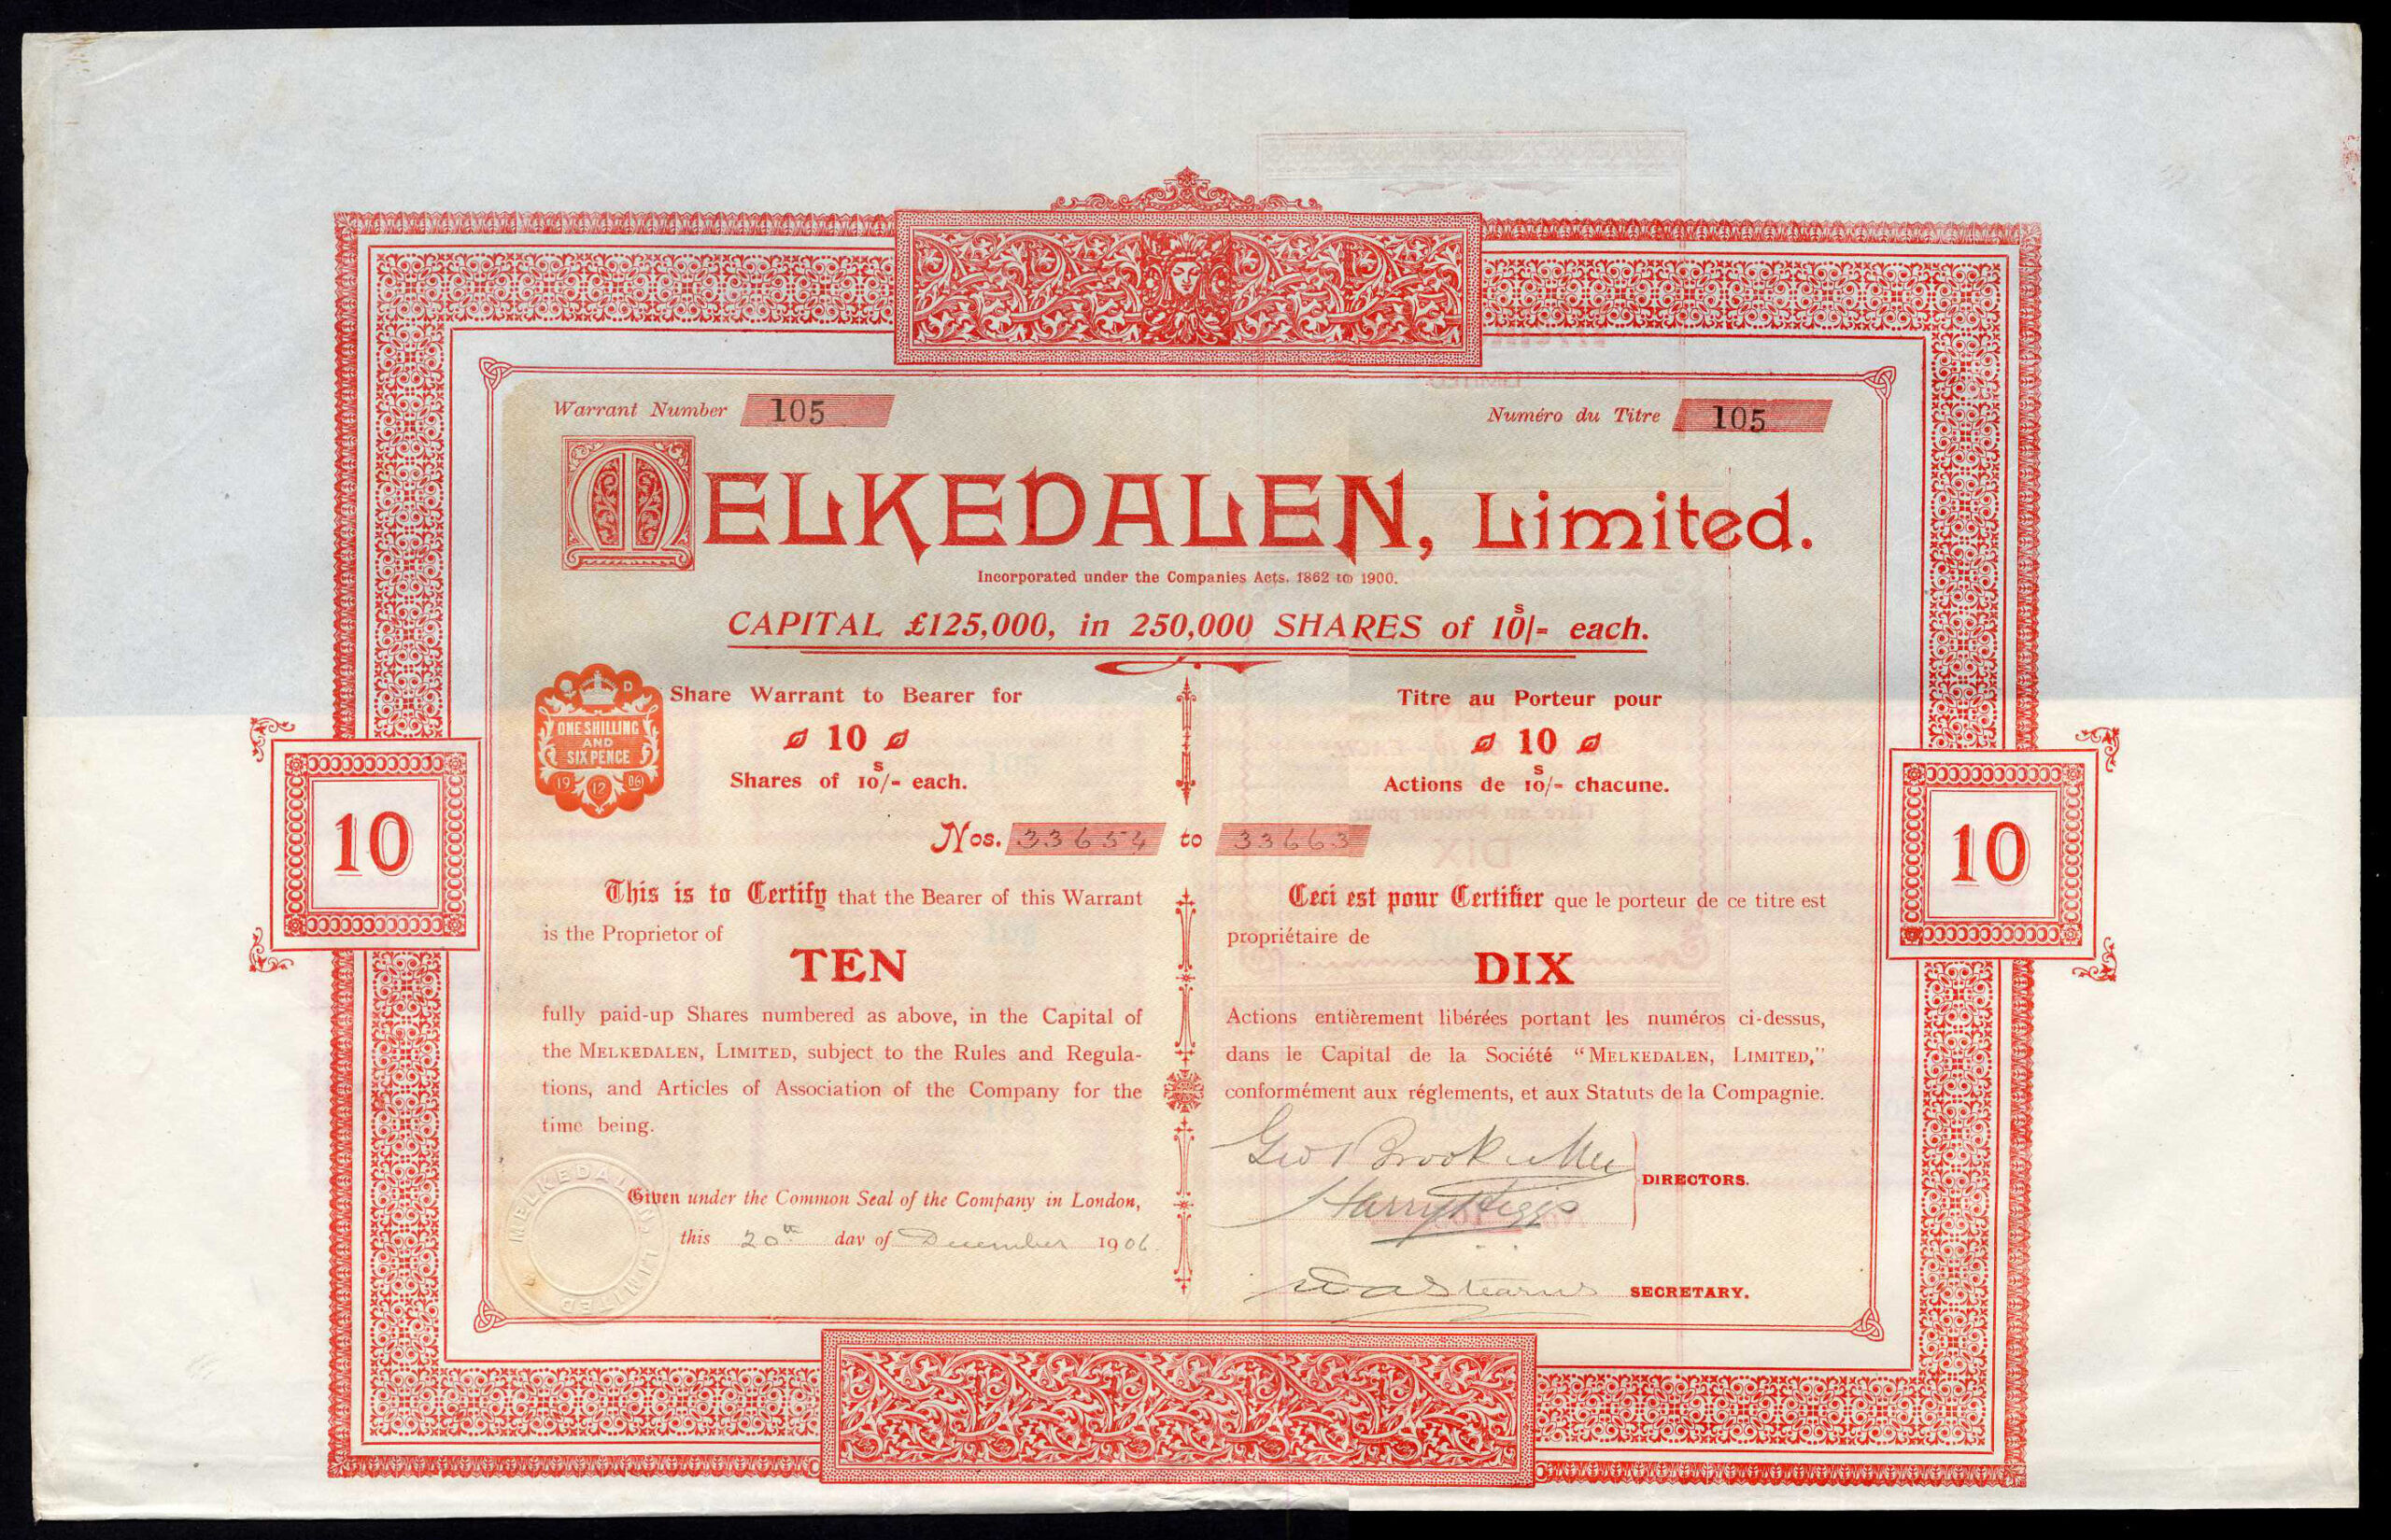 Warrant Number 105
Numéro du Titre 105
MELKEDALEN, Limited.
Incorporated under the Companies Acts, 1862 to 1900.
CAPITAL £125,000, in 250,000 SHARES of 10s/- each.
ONE SHILLING
AND
SIX PENCE
19 12 06
Share Warrant to Bearer for
10
Shares of 10s/- each.
Titre au Porteur pour
10
Actions de 10s/- chacune.
Nos. 33654 to 33663
10
10
This is to Certify that the Bearer of this Warrant
is the Proprietor of
TEN
fully paid-up Shares numbered as above, in the Capital of
the MELKEDALEN, LIMITED, subject to the Rules and Regula-
tions, and Articles of Association of the Company for the
time being.
Ceci est pour Certifier que le porteur de ce titre est
propriétaire de
DIX
Actions entièrement libérées portant les numéros ci-dessus,
dans le Capital de la Société "MELKEDALEN, LIMITED,"
conformément aux réglements, et aux Statuts de la Compagnie.
MELKEDALEN, LIMITED
Given under the Common Seal of the Company in London,
this 20th day of December 1906
Harry Higgs
DIRECTORS.
SECRETARY.